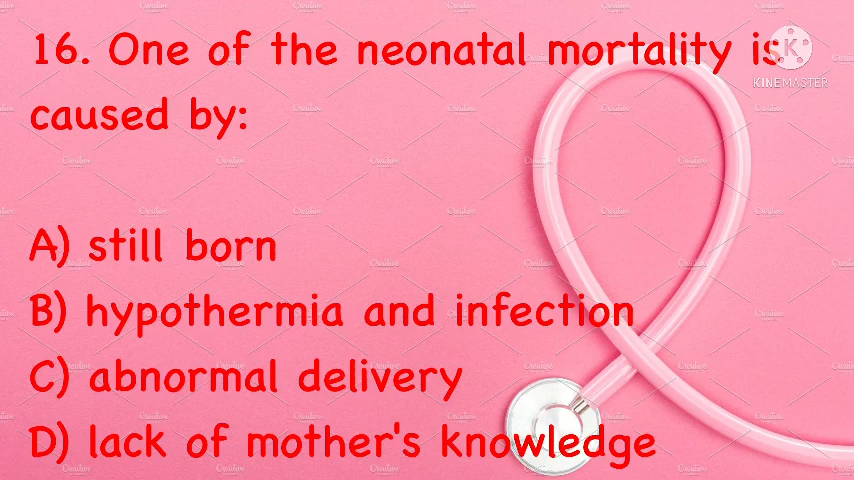 16. One of the neonatal mortality is
caused by:
A) still born
B) hypothermia and infection
C) abnormal delivery
D) lack of mother's knowledge
K
KINEMASTER